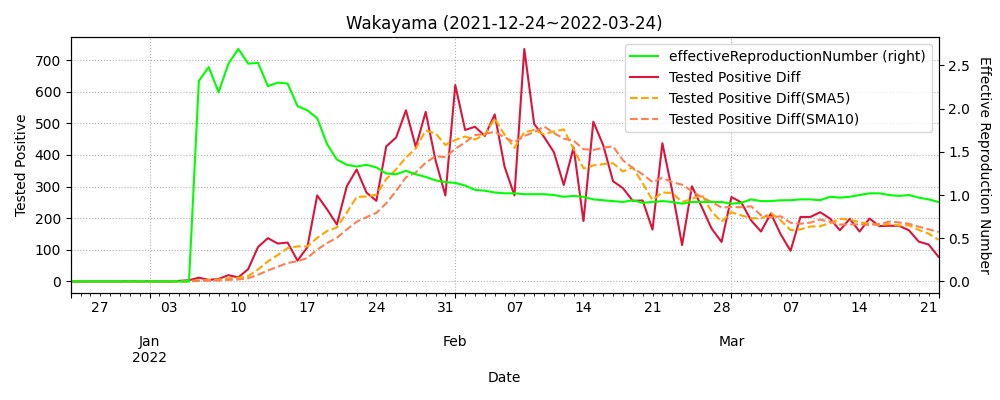 Wakayama (2021-12-24~2022-03-24)
effectiveReproductionNumber (right)
Tested Positive Diff
Tested Positive Diff(SMA5)
Tested Positive Diff(SMA10)
Tested Positive
700
600
500
400
300
200
100
0
2.5
2.0
1.5
1.0
0.5
0.0
Effective Reproduction Number
27 03 10 17 24 31 07 14 21 28 07 14 21
Jan Feb Mar
2022
Date